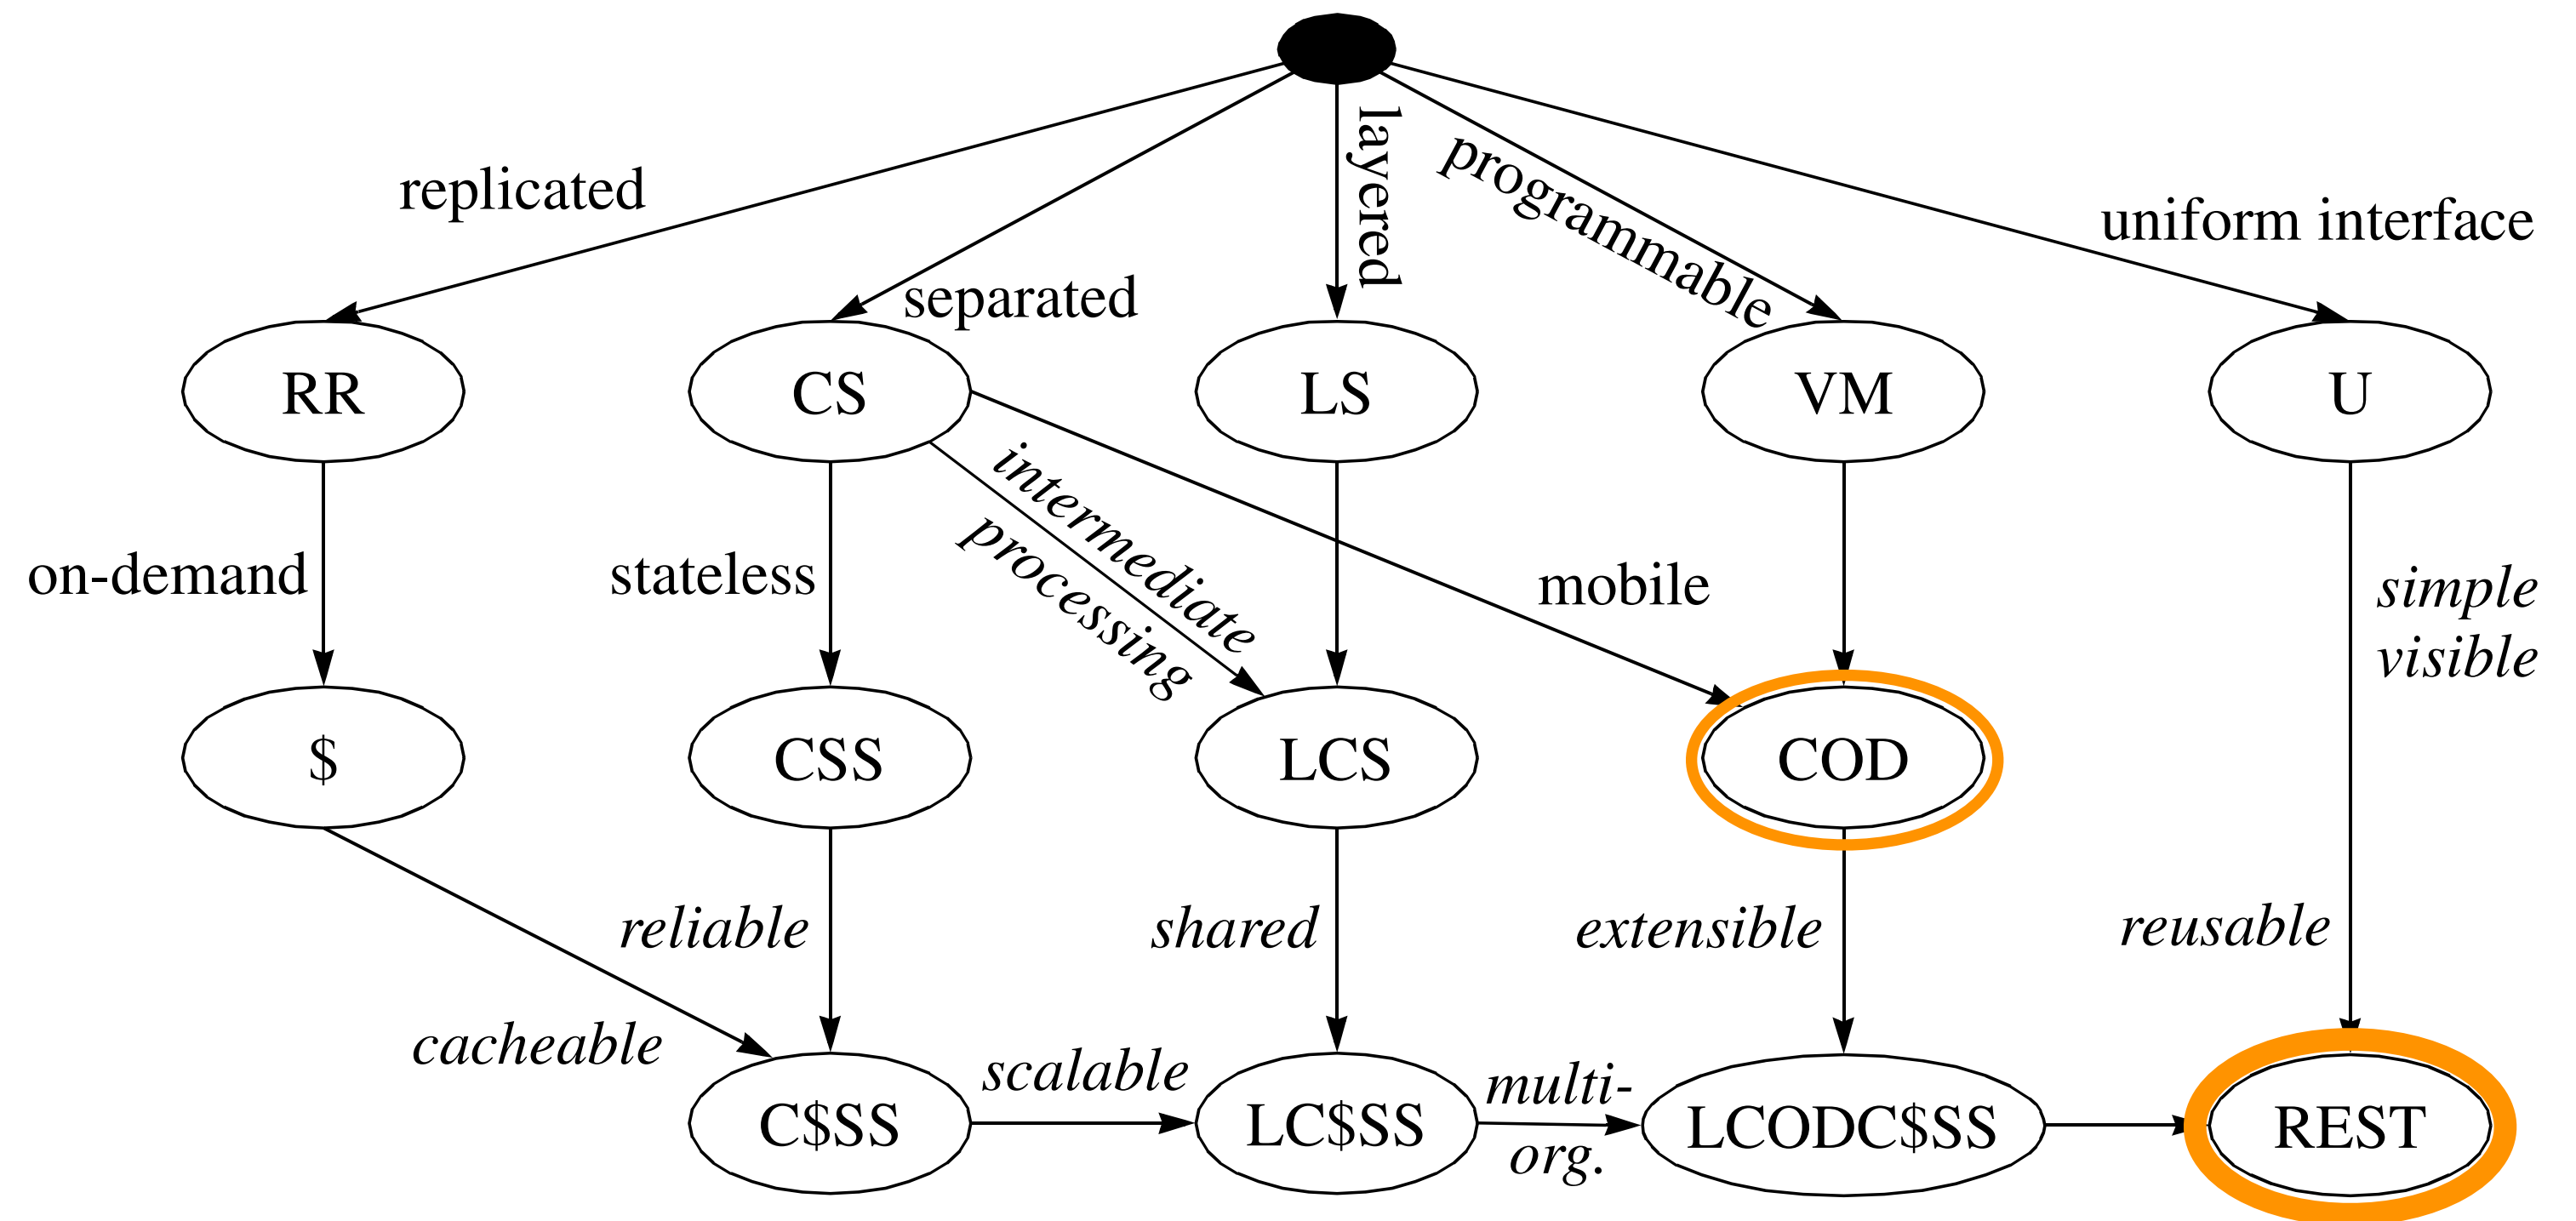 layered
programmable
replicated
uniform interface
separated
RR
CS
LS
VM
U
intermediate
processing
on-demand
stateless
mobile
simple
visible
$
CSS
LCS
COD
reliable
shared
extensible
reusable
cacheable
scalable
multi-
org.
C$SS
LC$SS
LCODC$SS
REST